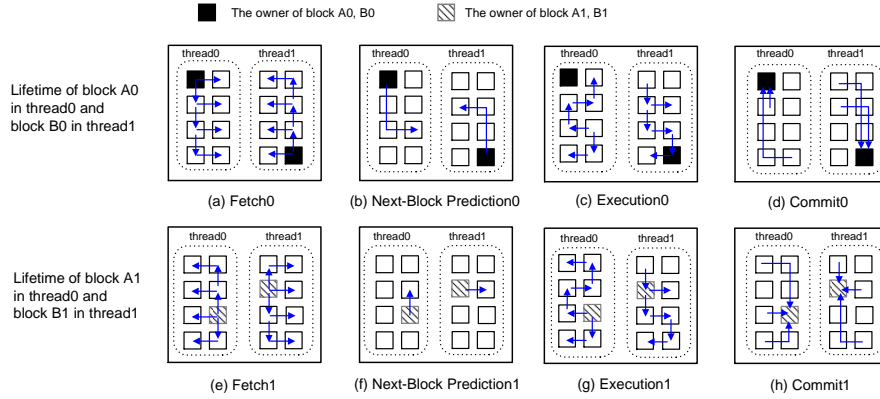 The owner of block A0, B0
The owner of block A1, B1
thread0
thread1
thread0
thread1
thread0
thread1
thread0
thread1
Lifetime of block A0
in thread0 and
block B0 in thread1
(a) Fetch0
(b) Next-Block Prediction0
(c) Execution0
(d) Commit0
thread0
thread1
thread0
thread1
thread0
thread1
thread0
thread1
Lifetime of block A1
in thread0 and
block B1 in thread1
(e) Fetch1
(f) Next-Block Prediction1
(g) Execution1
(h) Commit1